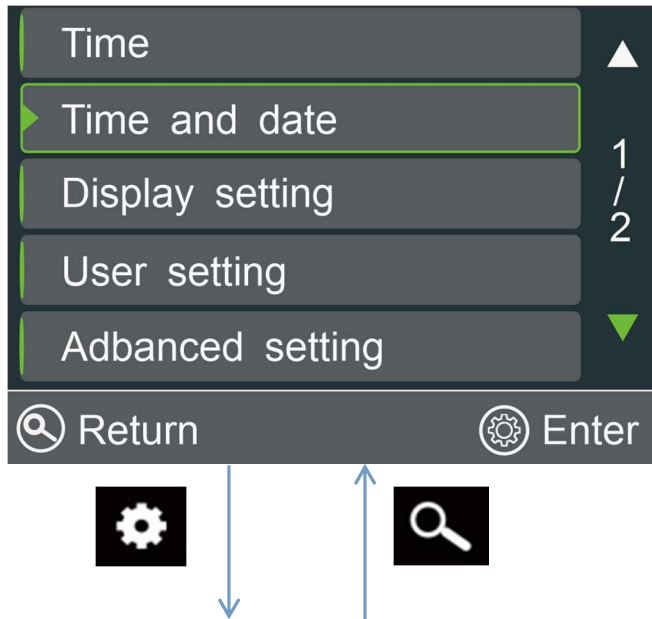 Time
Time and date
Display setting
User setting
Adbanced setting
1
/
2
Return
Enter